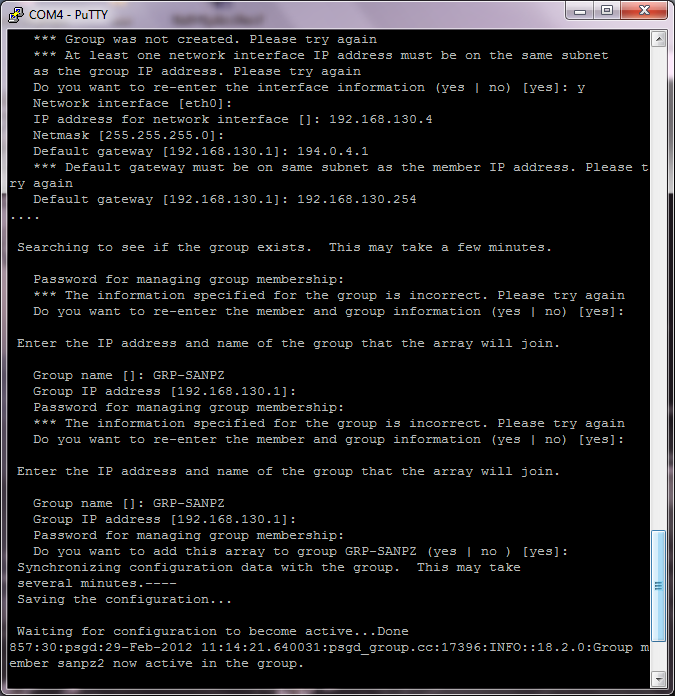 COM4 - PuTTY
*** Group was not created. Please try again
*** At least one network interface IP address must be on the same subnet
as the group IP address. Please try again
Do you want to re-enter the interface information (yes | no) [yes]: y
Network interface [eth0]:
IP address for network interface []: 192.168.130.4
Netmask [255.255.255.0]:
Default gateway [192.168.130.1]: 194.0.4.1
*** Default gateway must be on same subnet as the member IP address. Please t
ry again
Default gateway [192.168.130.1]: 192.168.130.254
....
Searching to see if the group exists.  This may take a few minutes.
Password for managing group membership:
*** The information specified for the group is incorrect. Please try again
Do you want to re-enter the member and group information (yes | no) [yes]:
Enter the IP address and name of the group that the array will join.
Group name []: GRP-SANPZ
Group IP address [192.168.130.1]:
Password for managing group membership:
*** The information specified for the group is incorrect. Please try again
Do you want to re-enter the member and group information (yes | no) [yes]:
Enter the IP address and name of the group that the array will join.
Group name []: GRP-SANPZ
Group IP address [192.168.130.1]:
Password for managing group membership:
Do you want to add this array to group GRP-SANPZ (yes | no ) [yes]:
Synchronizing configuration data with the group.  This may take
several minutes.----
Saving the configuration...
Waiting for configuration to become active...Done
857:30:psgd:29-Feb-2012 11:14:21.640031:psgd_group.cc:17396:INFO::18.2.0:Group m
ember sanpz2 now active in the group.